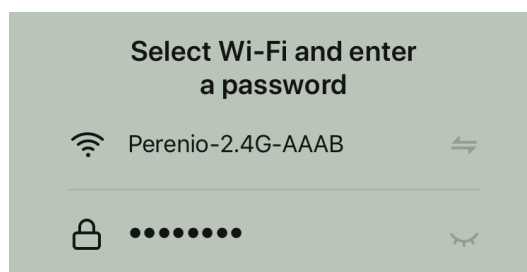 Select Wi-Fi and enter
a password
Perenio-2.4G-AAAB
••••••••